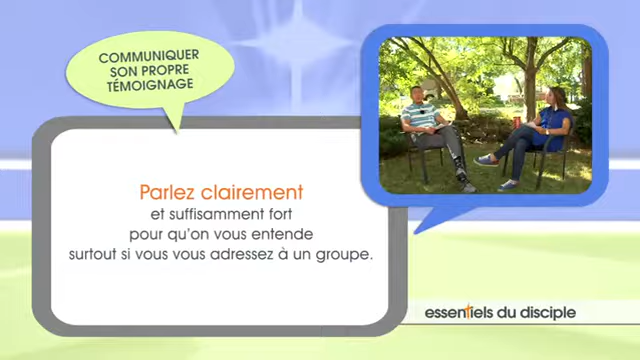 COMMUNIQUER
SON PROPRE
TÉMOIGNAGE
Parlez clairement
et suffisamment fort
pour qu'on vous entende
surtout si vous vous adressez à un groupe.
essentiels du disciple